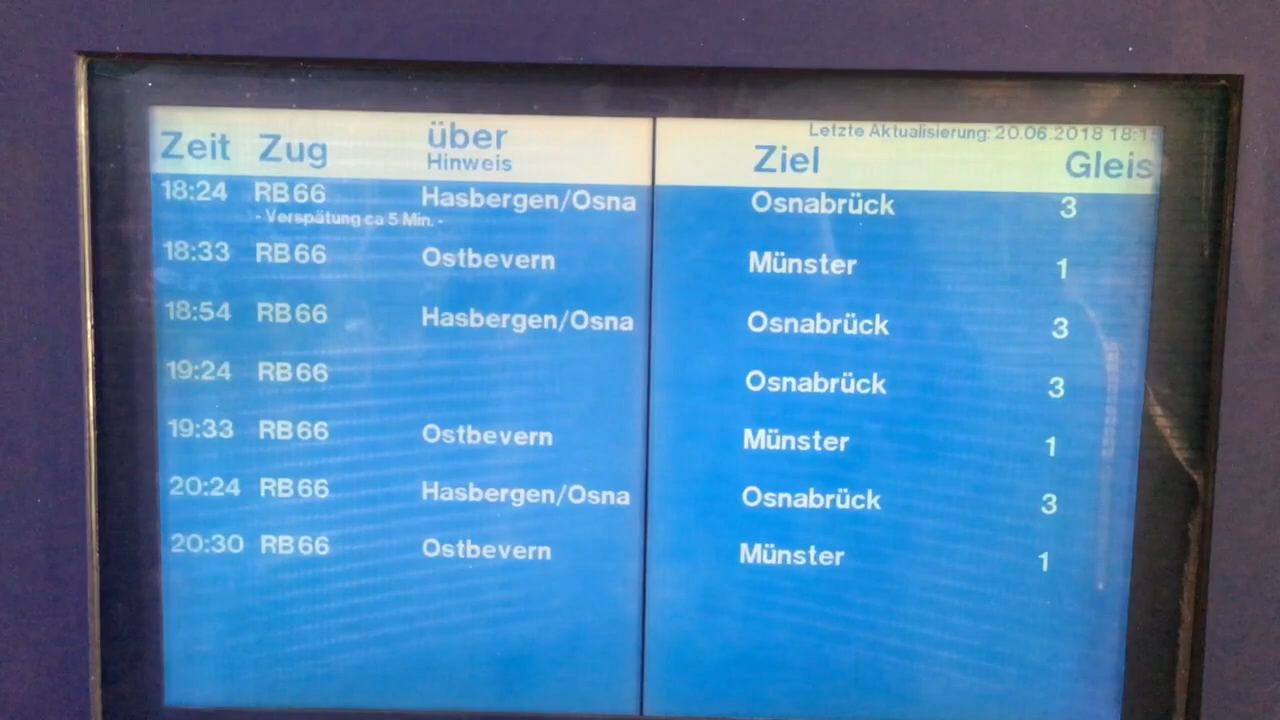 Letzte Aktualisierung: 20.06.2018
Zeit Zug über Hinweis Ziel Gleis
18:24 RB66 Hasbergen/Osna Osnabrück 3
- Verspätung ca 5 Min. -
18:33 RB66 Ostbevern Münster 1
18:54 RB66 Hasbergen/Osna Osnabrück 3
19:24 RB66 Osnabrück 3
19:33 RB66 Ostbevern Münster 1
20:24 RB66 Hasbergen/Osna Osnabrück 3
20:30 RB66 Ostbevern Münster 1